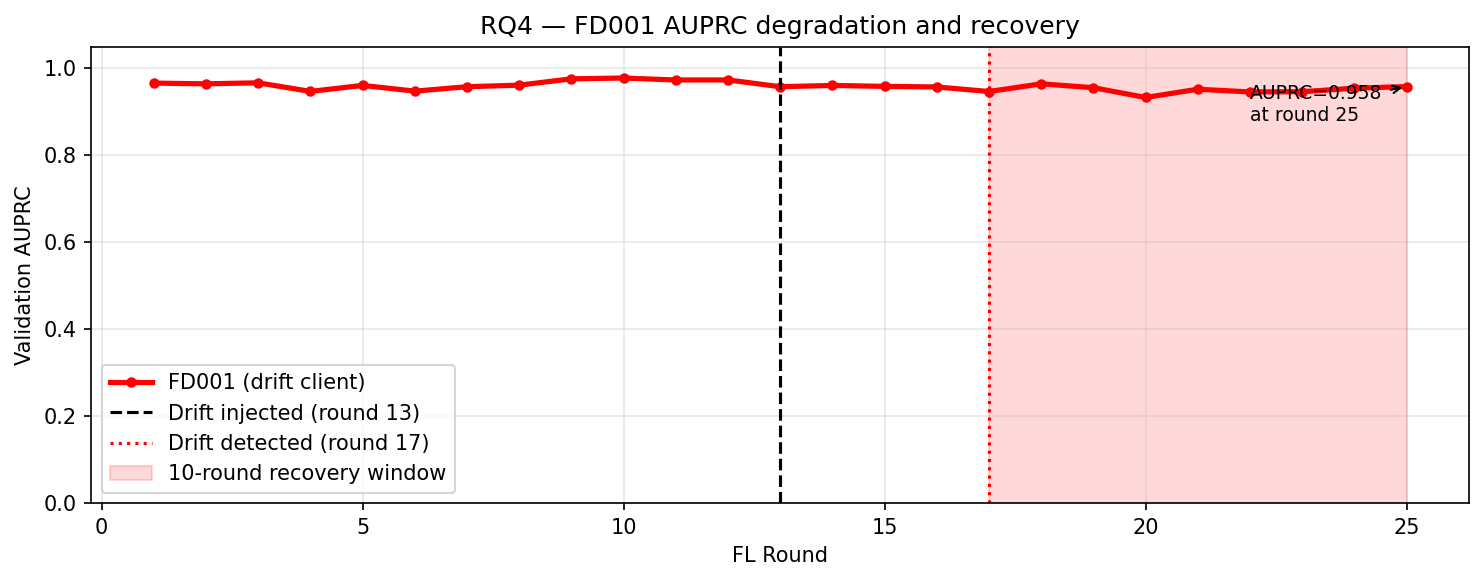 RQ4 — FD001 AUPRC degradation and recovery
Validation AUPRC
1.0
0.8
0.6
0.4
0.2
0.0
AUPRC=0.958
at round 25
FD001 (drift client)
Drift injected (round 13)
Drift detected (round 17)
10-round recovery window
0 5 10 15 20 25
FL Round